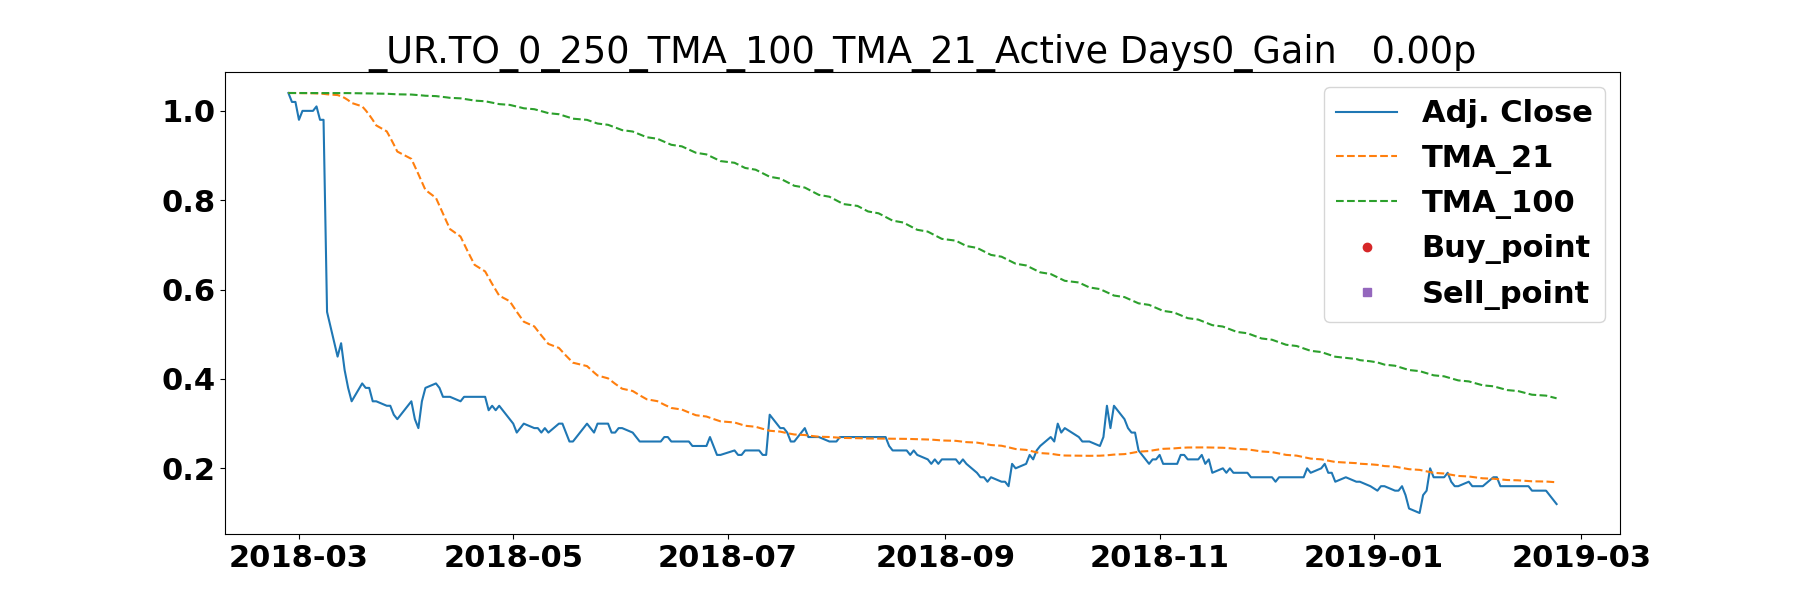 _UR.TO_0_250_TMA_100_TMA_21_Active Days0_Gain   0.00p
1.0
0.8
0.6
0.4
0.2
2018-03 2018-05 2018-07 2018-09 2018-11 2019-01 2019-03
Adj. Close
TMA_21
TMA_100
Buy_point
Sell_point